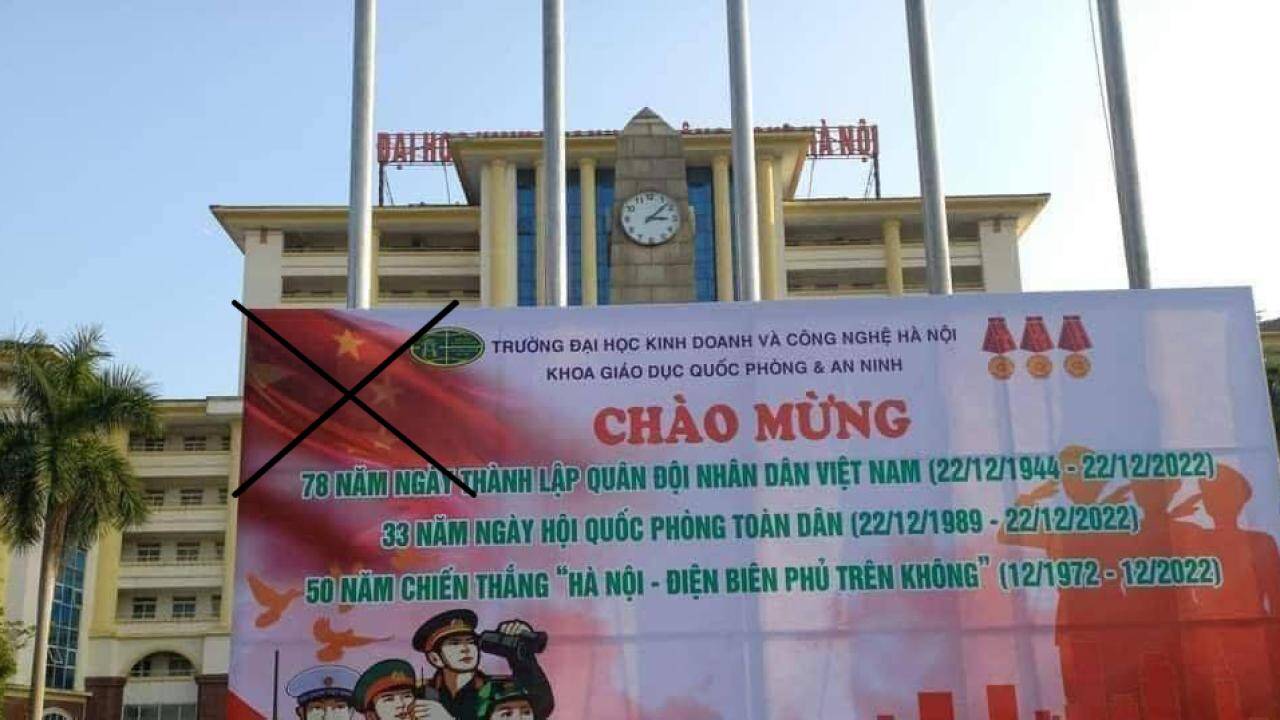 ĐẠI HÀ NỘI
TRƯỜNG ĐẠI HỌC KINH DOANH VÀ CÔNG NGHỆ HÀ NỘI
KHOA GIÁO DỤC QUỐC PHÒNG & AN NINH
CHÀO MỪNG
78 NĂM NGÀY THÀNH LẬP QUÂN ĐỘI NHÂN DÂN VIỆT NAM (22/12/1944 - 22/12/2022)
33 NĂM NGÀY HỘI QUỐC PHÒNG TOÀN DÂN (22/12/1989 - 22/12/2022)
50 NĂM CHIẾN THẮNG "HÀ NỘI - ĐIỆN BIÊN PHỦ TRÊN KHÔNG" (12/1972 - 12/2022)